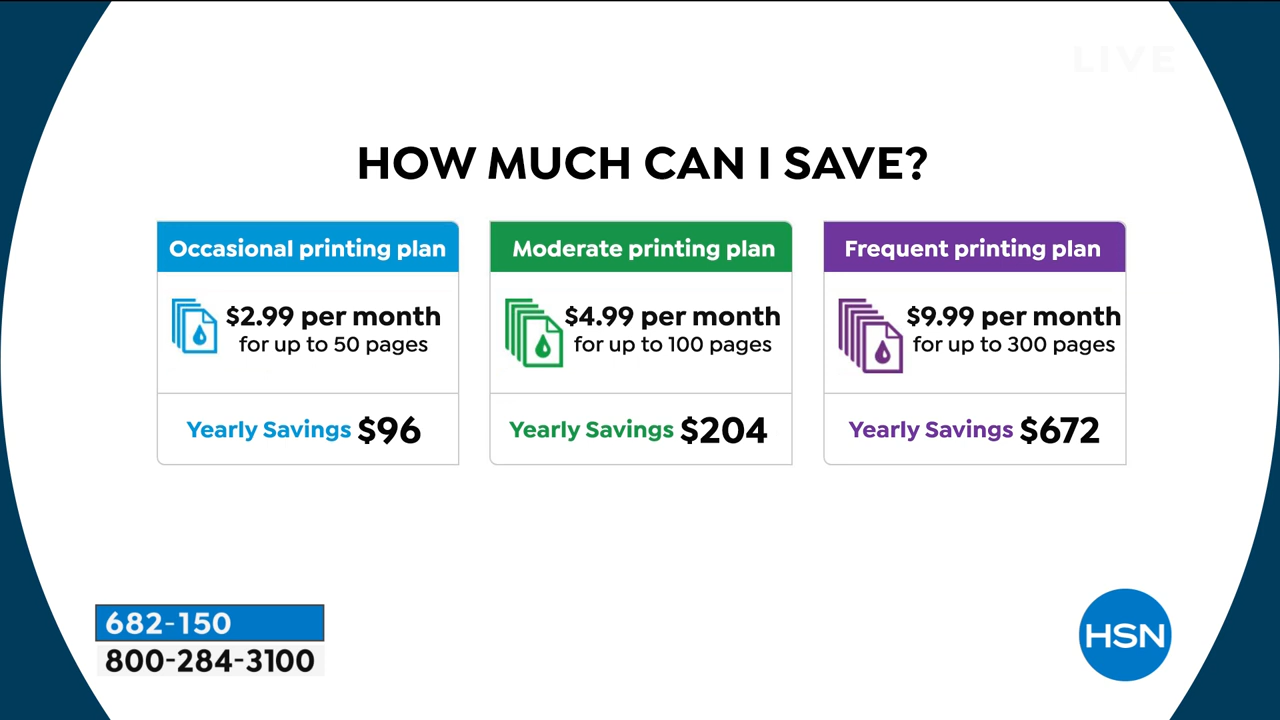 LIVE
HOW MUCH CAN I SAVE?
Occasional printing plan
$2.99 per month
for up to 50 pages
Yearly Savings $96
Moderate printing plan
$4.99 per month
for up to 100 pages
Yearly Savings $204
Frequent printing plan
$9.99 per month
for up to 300 pages
Yearly Savings $672
682-150
800-284-3100
HSN